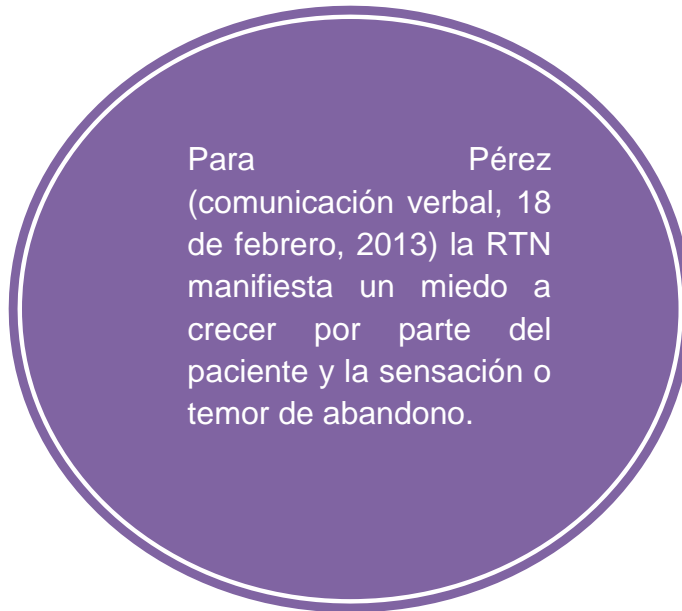 Para Pérez
(comunicación verbal, 18
de febrero, 2013) la RTN
manifiesta un miedo a
crecer por parte del
paciente y la sensación o
temor de abandono.